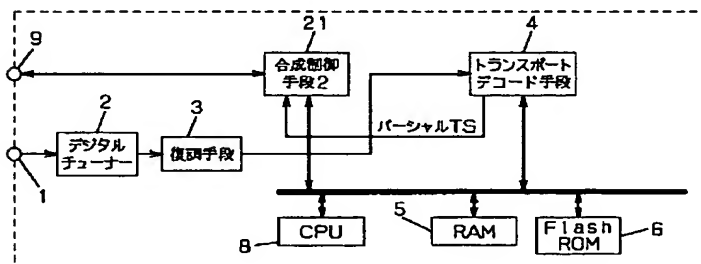 9
21
合成制御
手段2
4
トランスポート
デコード手段
2
デジタル
チューナー
3
復調手段
パーシャルTS
1
8
CPU
5
RAM
Flash
ROM
6